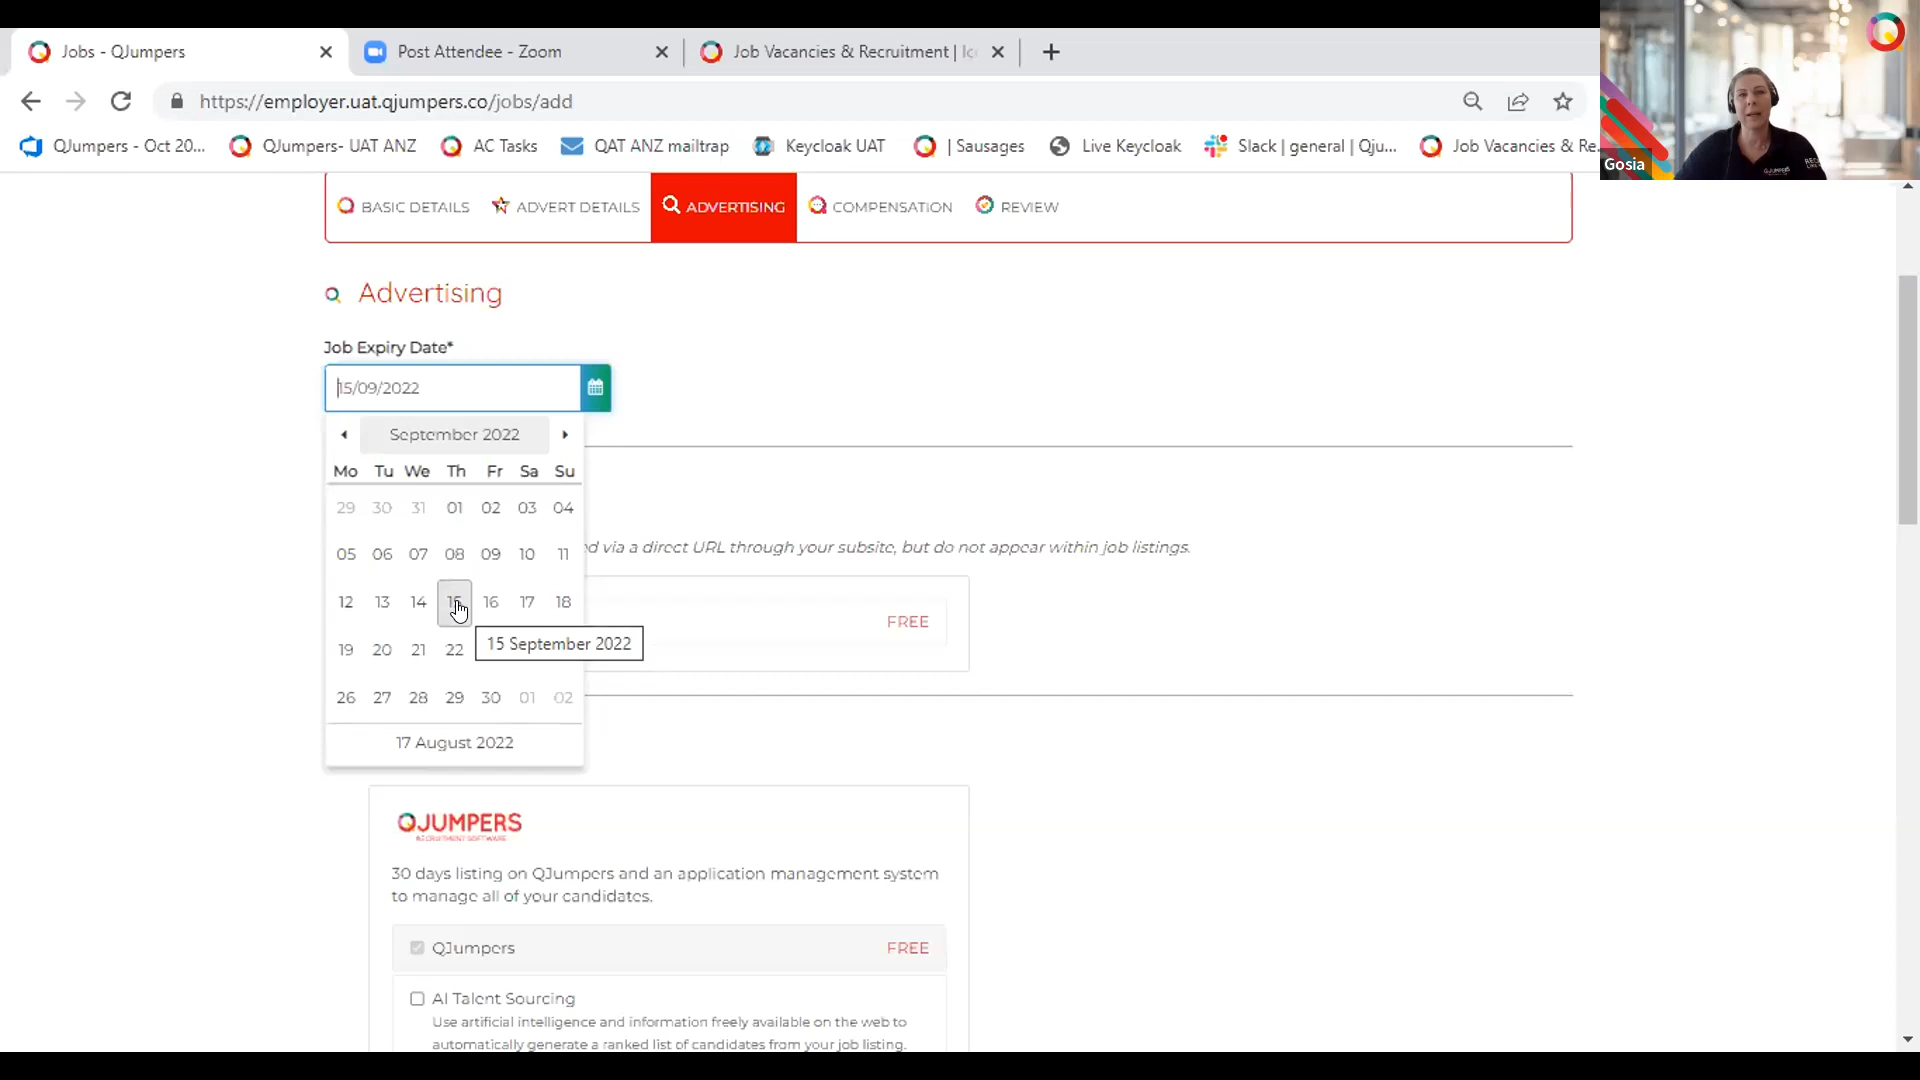 Jobs - QJumpers
Post Attendee - Zoom
Job Vacancies & Recruitment |
https://employer.uat.qjumpers.co/jobs/add
QJumpers - Oct 20...
QJumpers- UAT ANZ
AC Tasks
QAT ANZ mailtrap
Keycloak UAT
| Sausages
Live Keycloak
Slack | general | Qju...
Job Vacancies & Re
Gosia
BASIC DETAILS
ADVERT DETAILS
ADVERTISING
COMPENSATION
REVIEW
Advertising
Job Expiry Date*
15/09/2022
September 2022
Mo Tu We Th Fr Sa Su
29 30 31 01 02 03 04
05 06 07 08 09 10 11
d via a direct URL through your subsite, but do not appear within job listings.
12 13 14 15 16 17 18
FREE
15 September 2022
19 20 21 22
26 27 28 29 30 01 02
17 August 2022
QJUMPERS
RECRUITMENT SOFTWARE
30 days listing on QJumpers and an application management system
to manage all of your candidates.
QJumpers FREE
AI Talent Sourcing
Use artificial intelligence and information freely available on the web to
automatically generate a ranked list of candidates from your job listing.